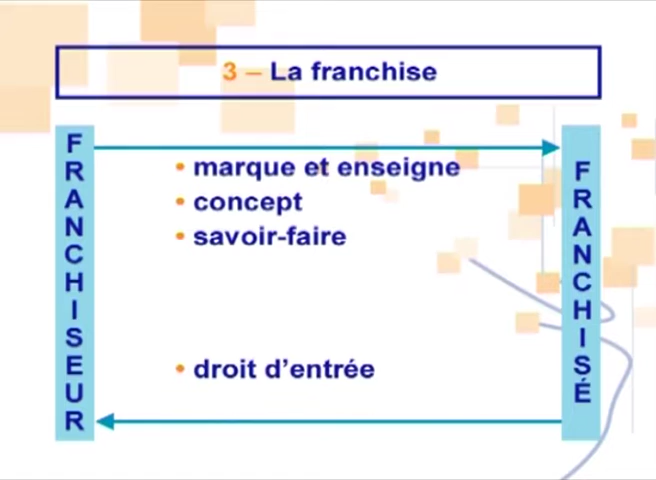 3 – La franchise
FRANCHISEUR
• marque et enseigne
• concept
• savoir-faire
• droit d'entrée
FRANCHISÉ